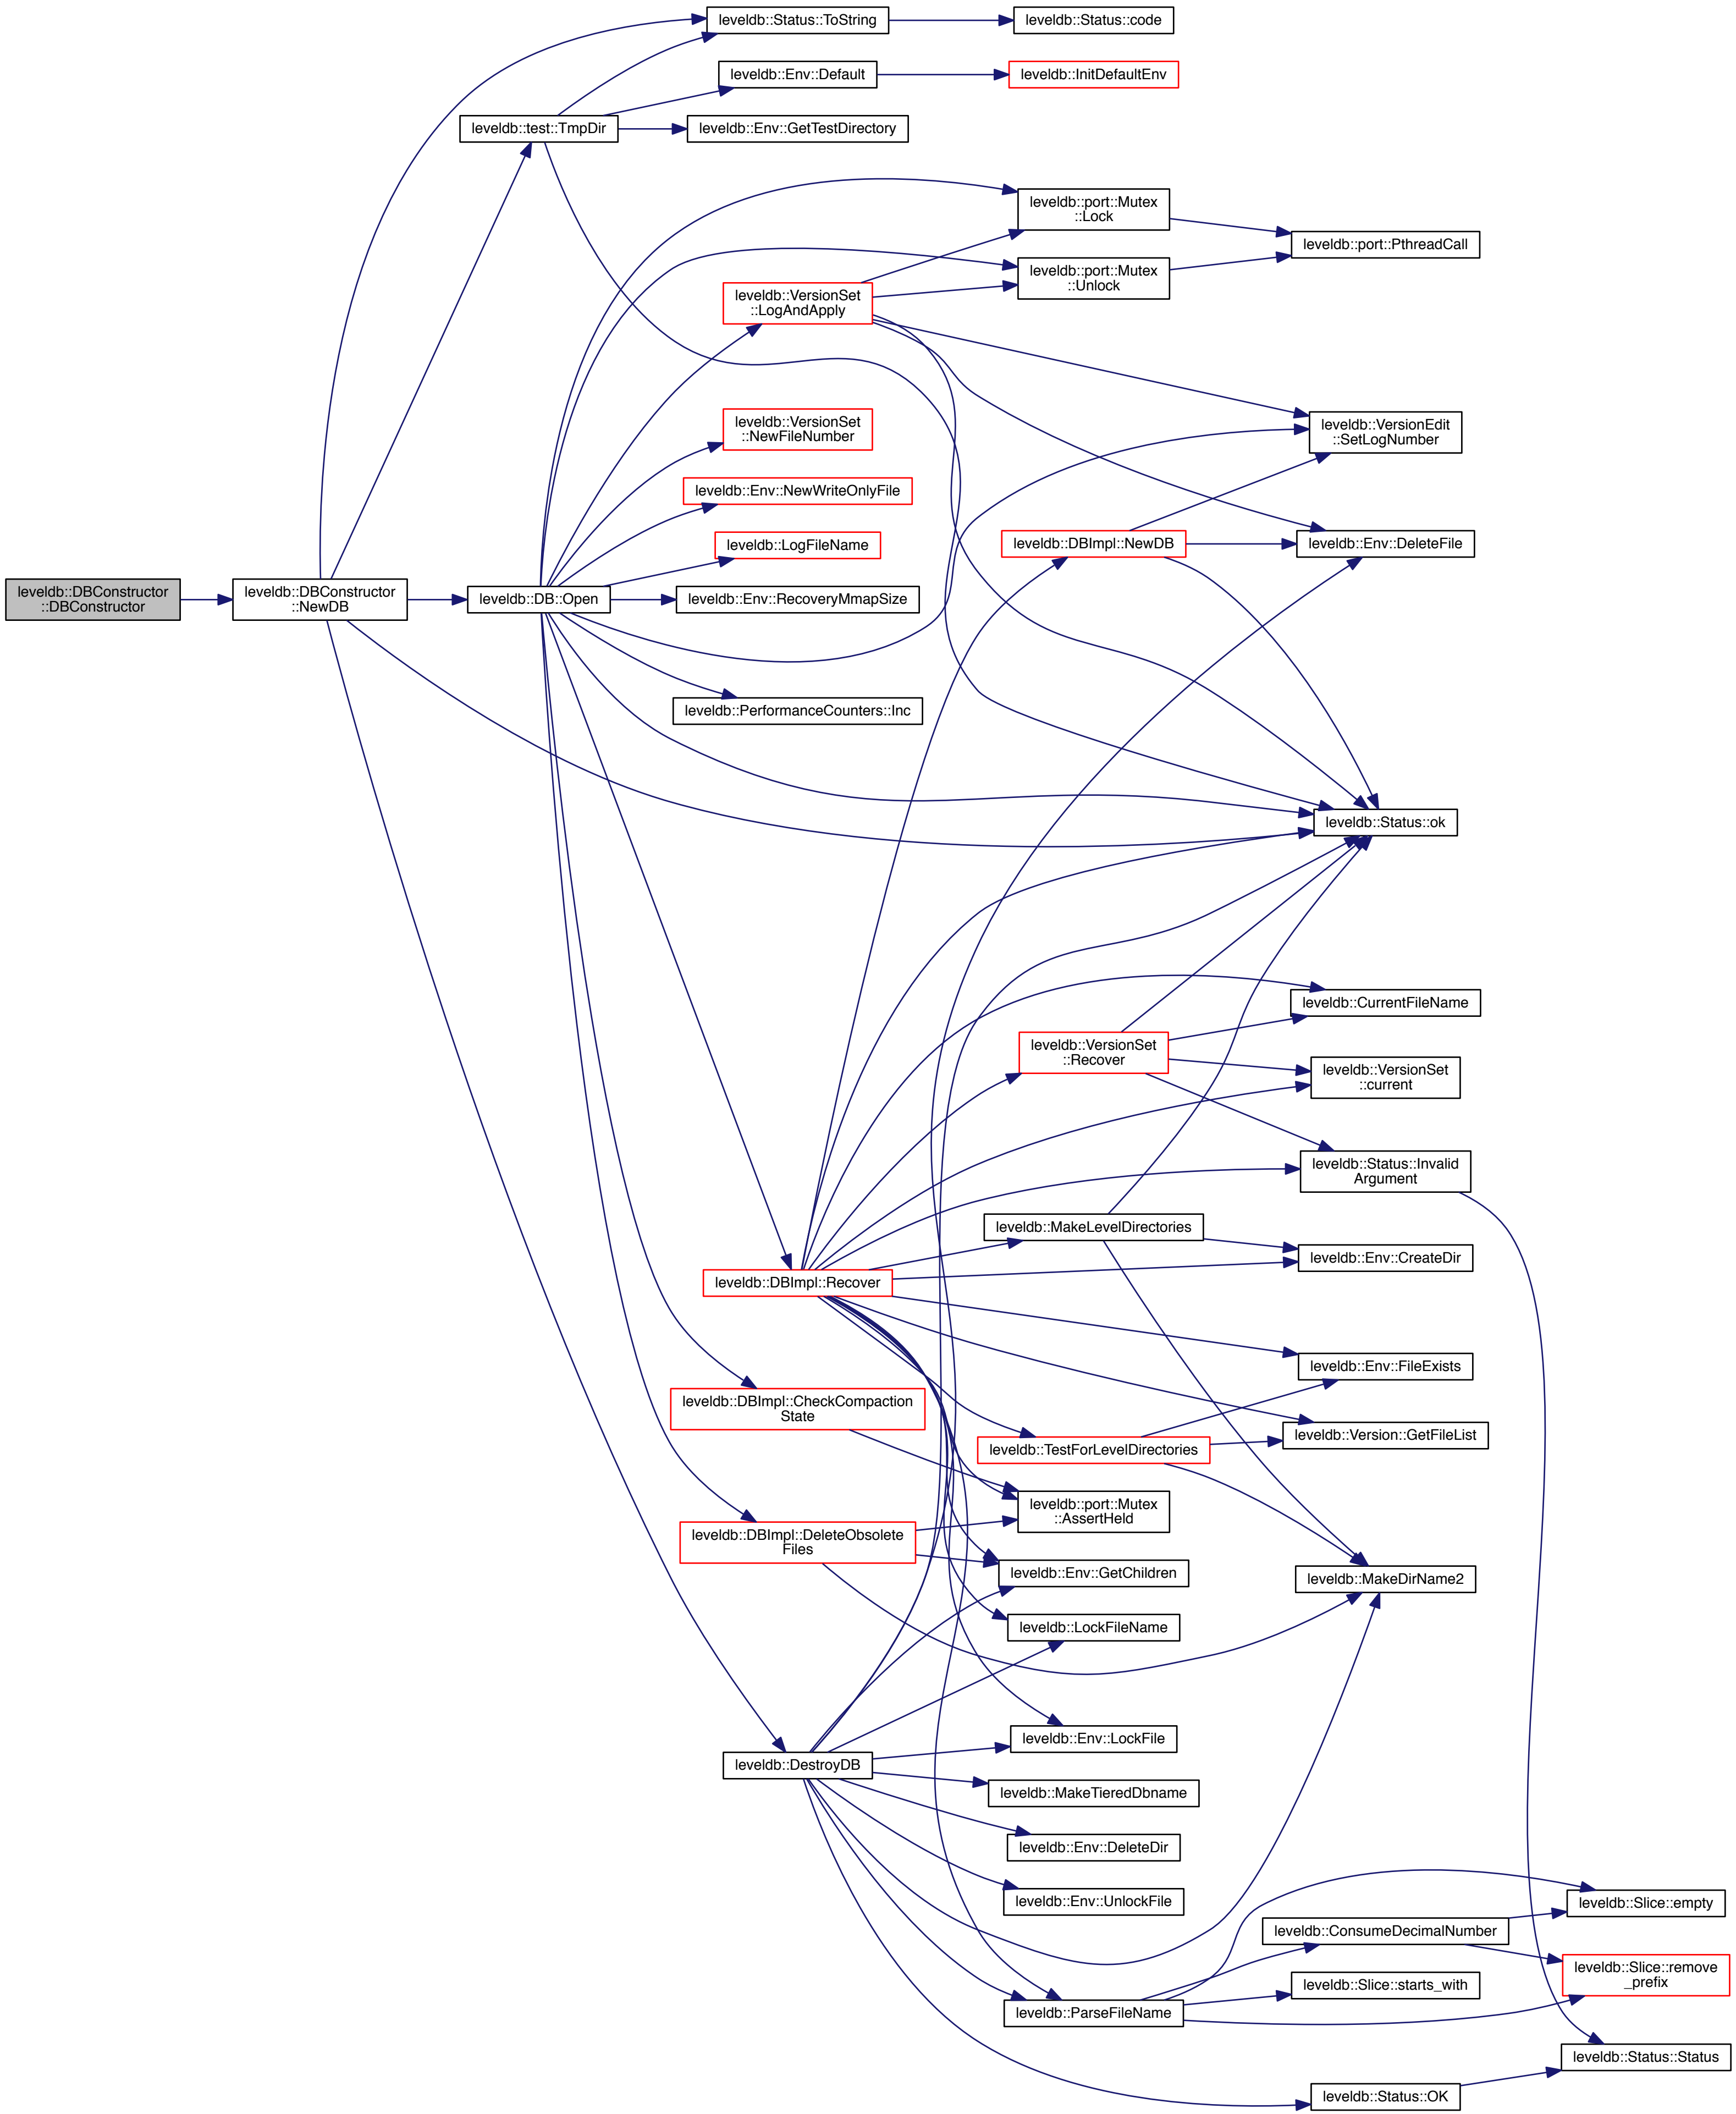 leveldb::Status::ToString
leveldb::Status::code
leveldb::Env::Default
leveldb::InitDefaultEnv
leveldb::test::TmpDir
leveldb::Env::GetTestDirectory
leveldb::port::Mutex
::Lock
leveldb::port::PthreadCall
leveldb::port::Mutex
::Unlock
leveldb::VersionSet
::LogAndApply
leveldb::VersionSet
::NewFileNumber
leveldb::VersionEdit
::SetLogNumber
leveldb::Env::NewWriteOnlyFile
leveldb::LogFileName
leveldb::DBImpl::NewDB
leveldb::Env::DeleteFile
leveldb::DBConstructor
::DBConstructor
leveldb::DBConstructor
::NewDB
leveldb::DB::Open
leveldb::Env::RecoveryMmapSize
leveldb::PerformanceCounters::Inc
leveldb::Status::ok
leveldb::CurrentFileName
leveldb::VersionSet
::Recover
leveldb::VersionSet
::current
leveldb::Status::Invalid
Argument
leveldb::MakeLevelDirectories
leveldb::Env::CreateDir
leveldb::DBImpl::Recover
leveldb::Env::FileExists
leveldb::DBImpl::CheckCompaction
State
leveldb::TestForLevelDirectories
leveldb::Version::GetFileList
leveldb::port::Mutex
::AssertHeld
leveldb::DBImpl::DeleteObsolete
Files
leveldb::Env::GetChildren
leveldb::MakeDirName2
leveldb::LockFileName
leveldb::Env::LockFile
leveldb::DestroyDB
leveldb::MakeTieredDbname
leveldb::Env::DeleteDir
leveldb::Env::UnlockFile
leveldb::Slice::empty
leveldb::ConsumeDecimalNumber
leveldb::Slice::remove
_prefix
leveldb::Slice::starts_with
leveldb::ParseFileName
leveldb::Status::Status
leveldb::Status::OK